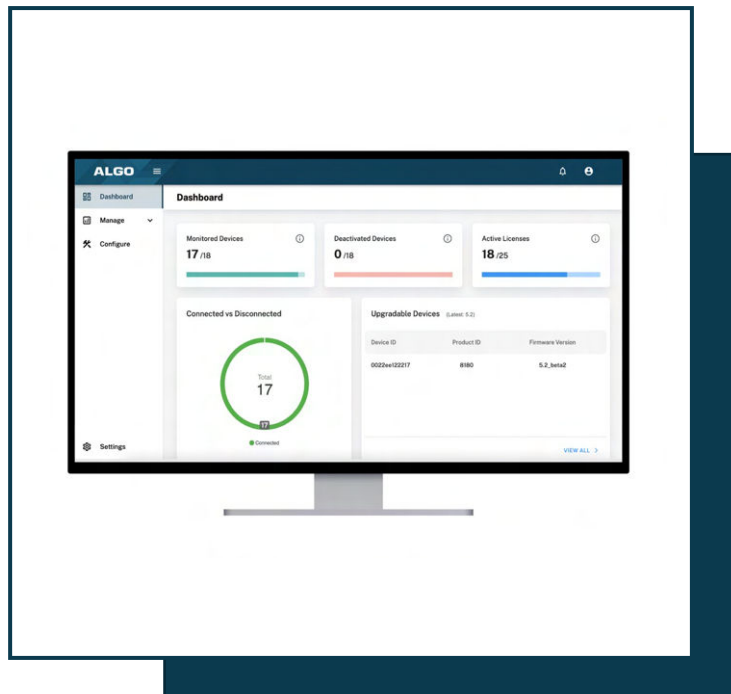 ALGO
Dashboard
Manage
Configure
Settings
Dashboard
Monitored Devices
17 /18
Deactivated Devices
0 /18
Active Licenses
18 /25
Connected vs Disconnected
Total
17
17
Connected
Upgradable Devices (Latest: 5.2)
Device ID Product ID Firmware Version
0022ee122217 8180 5.2_beta2
VIEW ALL >